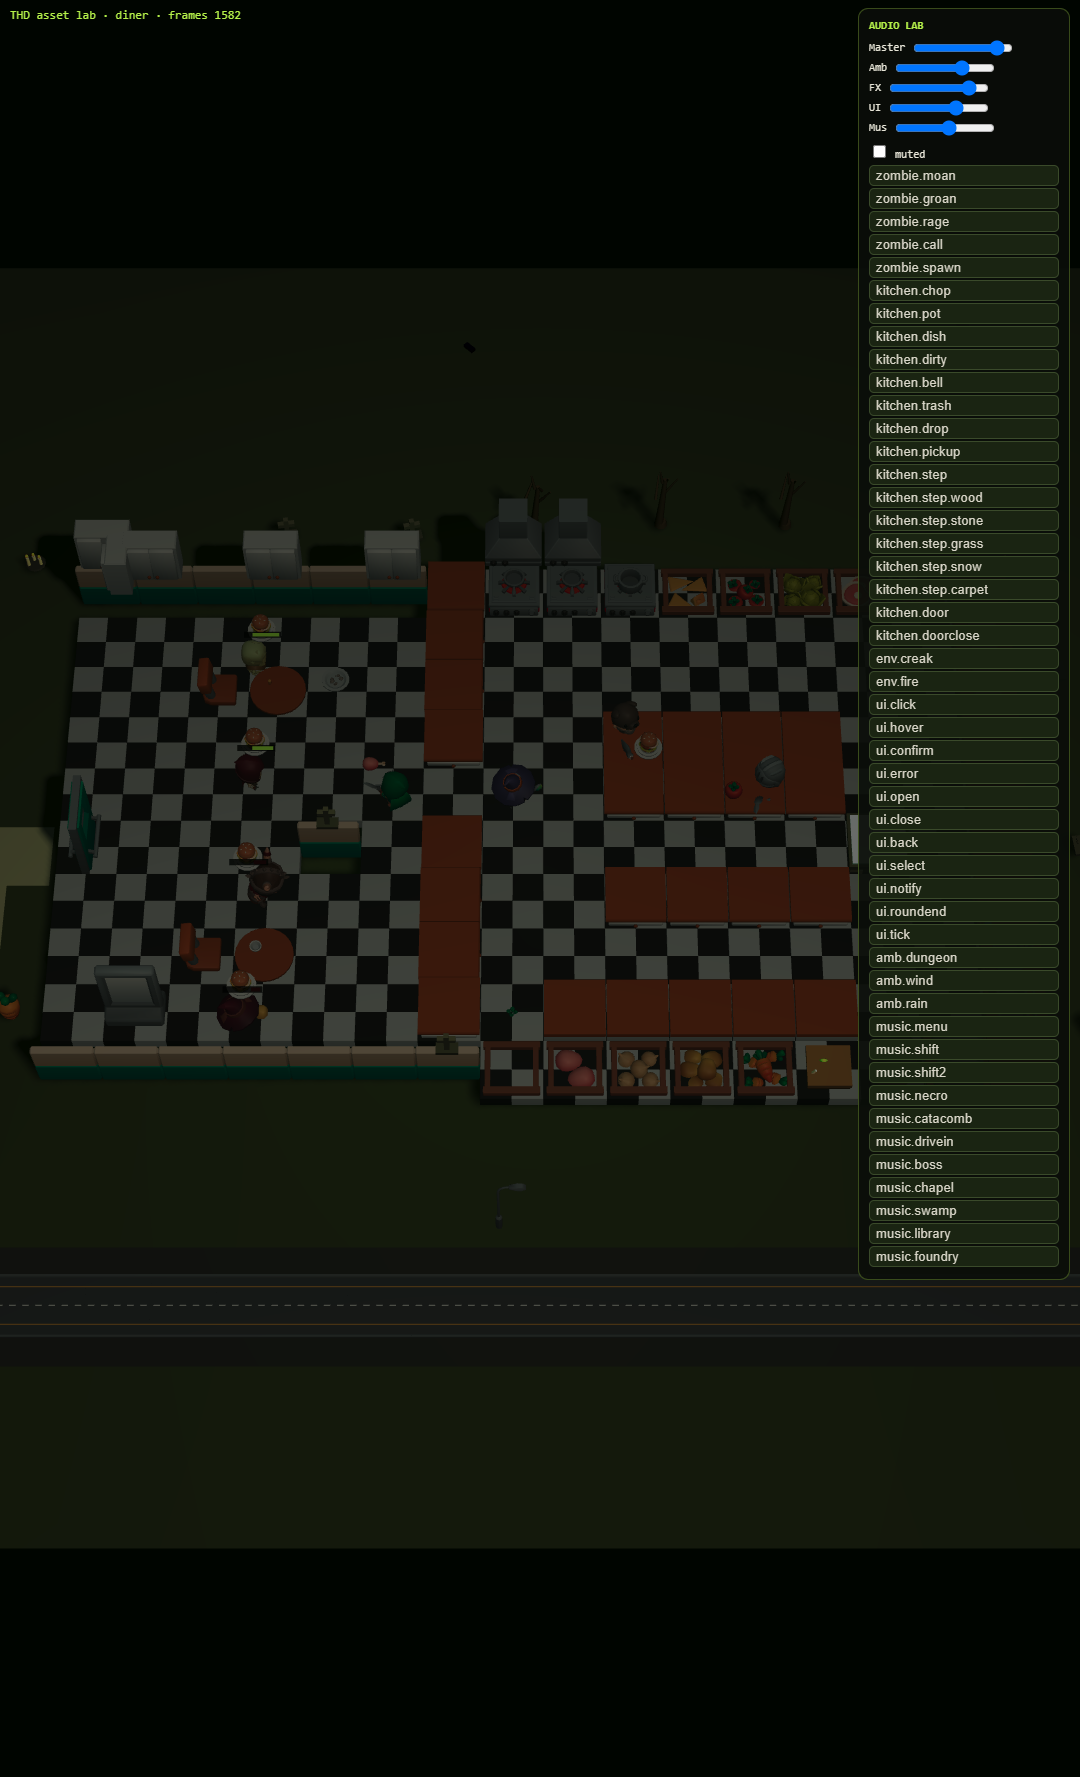 THD asset lab · diner · frames 1582
AUDIO LAB
Master
Amb
FX
UI
Mus
muted
zombie.moan
zombie.groan
zombie.rage
zombie.call
zombie.spawn
kitchen.chop
kitchen.pot
kitchen.dish
kitchen.dirty
kitchen.bell
kitchen.trash
kitchen.drop
kitchen.pickup
kitchen.step
kitchen.step.wood
kitchen.step.stone
kitchen.step.grass
kitchen.step.snow
kitchen.step.carpet
kitchen.door
kitchen.doorclose
env.creak
env.fire
ui.click
ui.hover
ui.confirm
ui.error
ui.open
ui.close
ui.back
ui.select
ui.notify
ui.roundend
ui.tick
amb.dungeon
amb.wind
amb.rain
music.menu
music.shift
music.shift2
music.necro
music.catacomb
music.drivein
music.boss
music.chapel
music.swamp
music.library
music.foundry